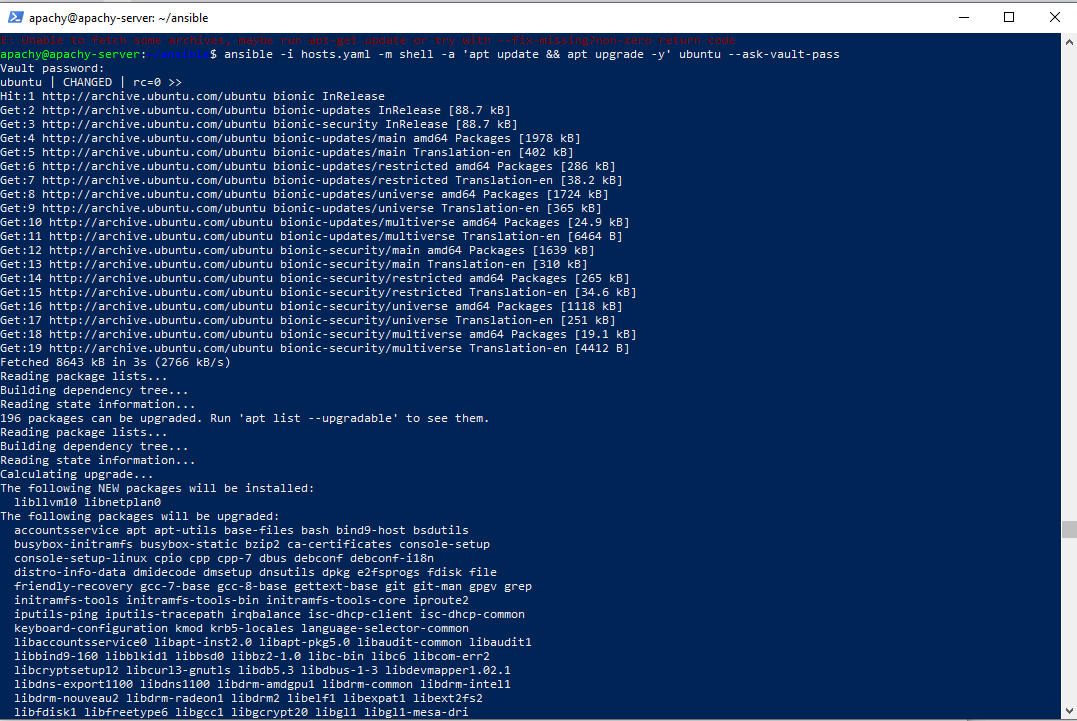 apachy@apachy-server: ~/ansible
E: Unable to fetch some archives, maybe run apt-get update or try with --fix-missing?non-zero return code
apachy@apachy-server:~/ansible$ ansible -i hosts.yaml -m shell -a 'apt update && apt upgrade -y' ubuntu --ask-vault-pass
Vault password:
ubuntu | CHANGED | rc=0 >>
Hit:1 http://archive.ubuntu.com/ubuntu bionic InRelease
Get:2 http://archive.ubuntu.com/ubuntu bionic-updates InRelease [88.7 kB]
Get:3 http://archive.ubuntu.com/ubuntu bionic-security InRelease [88.7 kB]
Get:4 http://archive.ubuntu.com/ubuntu bionic-updates/main amd64 Packages [1978 kB]
Get:5 http://archive.ubuntu.com/ubuntu bionic-updates/main Translation-en [402 kB]
Get:6 http://archive.ubuntu.com/ubuntu bionic-updates/restricted amd64 Packages [286 kB]
Get:7 http://archive.ubuntu.com/ubuntu bionic-updates/restricted Translation-en [38.2 kB]
Get:8 http://archive.ubuntu.com/ubuntu bionic-updates/universe amd64 Packages [1724 kB]
Get:9 http://archive.ubuntu.com/ubuntu bionic-updates/universe Translation-en [365 kB]
Get:10 http://archive.ubuntu.com/ubuntu bionic-updates/multiverse amd64 Packages [24.9 kB]
Get:11 http://archive.ubuntu.com/ubuntu bionic-updates/multiverse Translation-en [6464 B]
Get:12 http://archive.ubuntu.com/ubuntu bionic-security/main amd64 Packages [1639 kB]
Get:13 http://archive.ubuntu.com/ubuntu bionic-security/main Translation-en [310 kB]
Get:14 http://archive.ubuntu.com/ubuntu bionic-security/restricted amd64 Packages [265 kB]
Get:15 http://archive.ubuntu.com/ubuntu bionic-security/restricted Translation-en [34.6 kB]
Get:16 http://archive.ubuntu.com/ubuntu bionic-security/universe amd64 Packages [1118 kB]
Get:17 http://archive.ubuntu.com/ubuntu bionic-security/universe Translation-en [251 kB]
Get:18 http://archive.ubuntu.com/ubuntu bionic-security/multiverse amd64 Packages [19.1 kB]
Get:19 http://archive.ubuntu.com/ubuntu bionic-security/multiverse Translation-en [4412 B]
Fetched 8643 kB in 3s (2766 kB/s)
Reading package lists...
Building dependency tree...
Reading state information...
196 packages can be upgraded. Run 'apt list --upgradable' to see them.
Reading package lists...
Building dependency tree...
Reading state information...
Calculating upgrade...
The following NEW packages will be installed:
libllvm10 libnetplan0
The following packages will be upgraded:
accountsservice apt apt-utils base-files bash bind9-host bsdutils
busybox-initramfs busybox-static bzip2 ca-certificates console-setup
console-setup-linux cpio cpp cpp-7 dbus debconf debconf-i18n
distro-info-data dmidecode dmsetup dnsutils dpkg e2fsprogs fdisk file
friendly-recovery gcc-7-base gcc-8-base gettext-base git git-man gpgv grep
initramfs-tools initramfs-tools-bin initramfs-tools-core iproute2
iputils-ping iputils-tracepath irqbalance isc-dhcp-client isc-dhcp-common
keyboard-configuration kmod krb5-locales language-selector-common
libaccountsservice0 libapt-inst2.0 libapt-pkg5.0 libaudit-common libaudit1
libbind9-160 libblkid1 libbsd0 libbz2-1.0 libc-bin libc6 libcom-err2
libcryptsetup12 libcurl3-gnutls libdb5.3 libdbus-1-3 libdevmapper1.02.1
libdns-export1100 libdns1100 libdrm-amdgpu1 libdrm-common libdrm-intel1
libdrm-nouveau2 libdrm-radeon1 libdrm2 libelf1 libexpat1 libext2fs2
libfdisk1 libfreetype6 libgcc1 libgcrypt20 libgl1 libgl1-mesa-dri